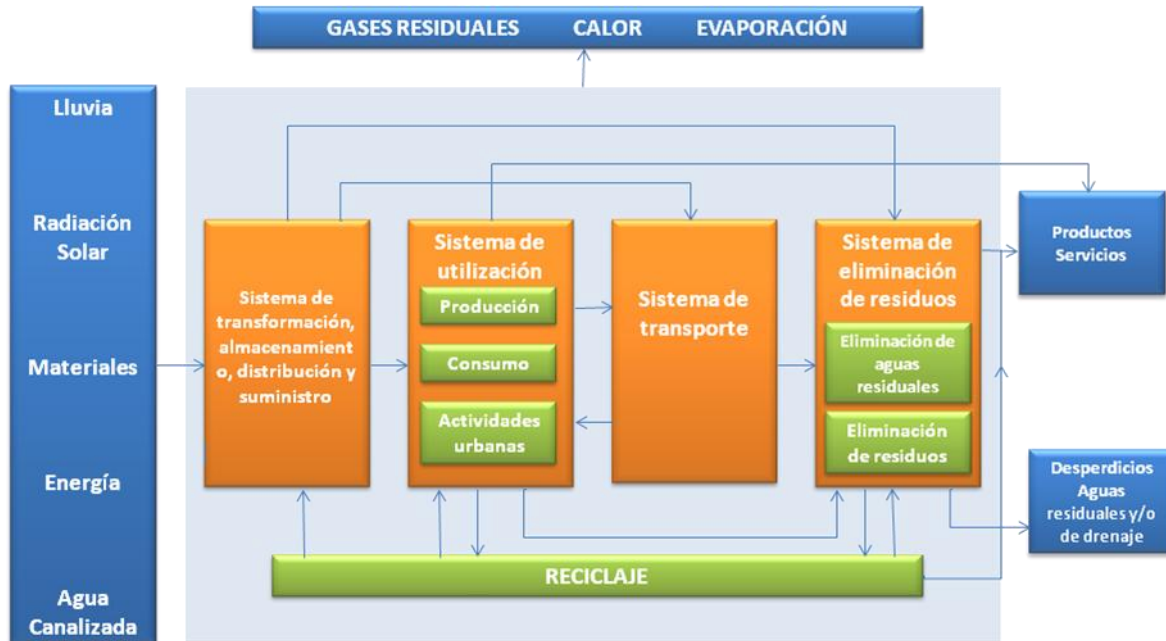 GASES RESIDUALES CALOR EVAPORACIÓN
Lluvia
Radiación
Solar
Materiales
Energía
Agua
Canalizada
Sistema de
transformación,
almacenamient
o, distribución y
suministro
Sistema de
utilización
Producción
Consumo
Actividades
urbanas
Sistema de
transporte
Sistema de
eliminación
de residuos
Eliminación de
aguas
residuales
Eliminación
de residuos
Productos
Servicios
Desperdicios
Aguas
residuales y/o
de drenaje
RECICLAJE